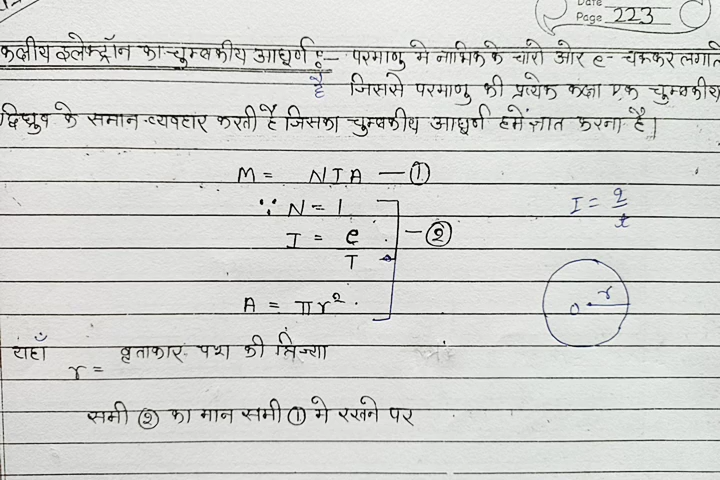 Date
Page 223
कक्षीय इलेक्ट्रॉन का चुम्बकीय आघूर्ण :- परमाणु मे नाभिक के चारो ओर e- चक्कर लगाते
है जिससे परमाणु की प्रत्येक कक्षा एक चुम्बकीय
द्विध्रुव के समान व्यवहार करती है जिसका चुम्बकीय आघूर्ण हमें ज्ञात करना है।
M = NIA — ①
∵ N = 1
I = q/t
I = e/T — ②
A = πr².
r
0
यहाँ r = वृताकार पथ की त्रिज्या
समी ② का मान समी ① मे रखने पर